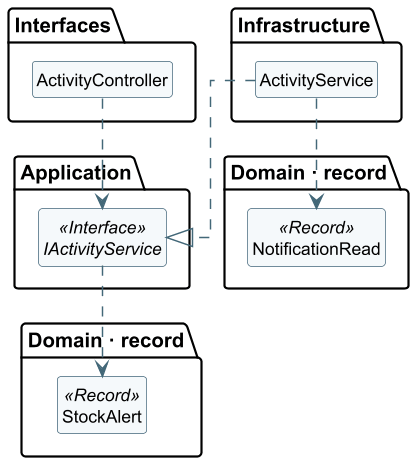 Interfaces
ActivityController
Infrastructure
ActivityService
Application
«Interface»
IActivityService
Domain · record
«Record»
NotificationRead
Domain · record
«Record»
StockAlert